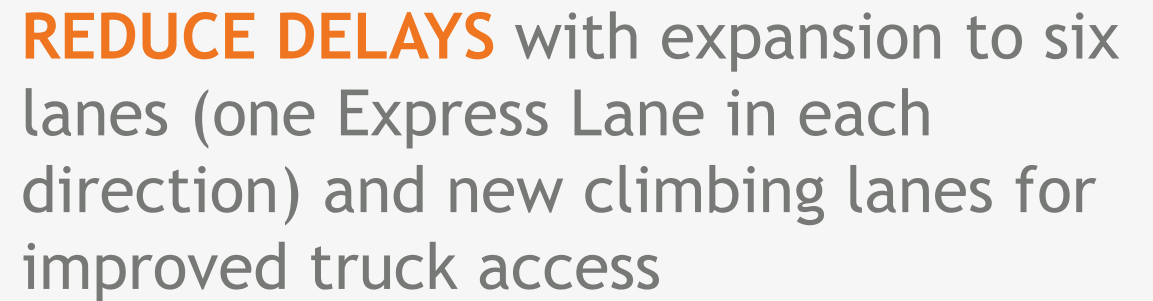 REDUCE DELAYS with expansion to six
lanes (one Express Lane in each
direction) and new climbing lanes for
improved truck access